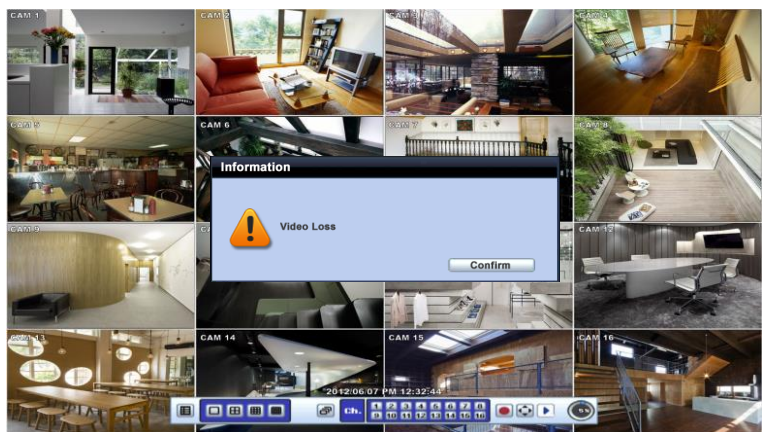 CAM 1
CAM 2
CAM 3
CAM 4
CAM 5
CAM 6
CAM 7
CAM 8
Information
Video Loss
Confirm
CAM 9
CAM 12
CAM 13
CAM 14
CAM 15
CAM 16
2012/06/07 PM 12:32:44
Ch.
1 2 3 4 5 6 7 8
9 10 11 12 13 14 15 16